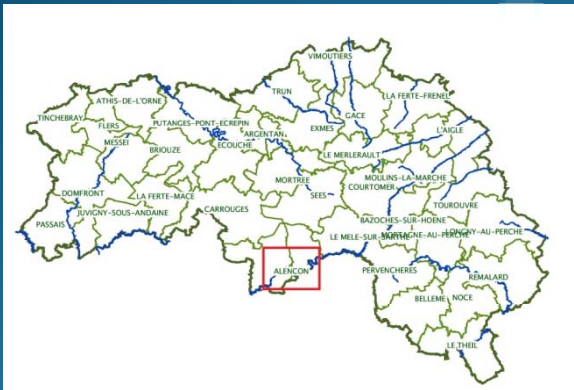 VIMOUTIERS
TRUN
LA FERTE-FRENEL
ATHIS-DE-L'ORNE
TINCHEBRAY
FLERS
PUTANGES-PONT-ECREPIN
GACE
EXMES
L'AIGLE
MESSEI
ARGENTAN
BRIOUZE
ECOUCHE
LE MERLERAULT
MOULINS-LA-MARCHE
COURTOMER
MORTREE
DOMFRONT
LA FERTE-MACE
SEES
TOUROUVRE
JUVIGNY-SOUS-ANDAINE
CARROUGES
PASSAIS
BAZOCHES-SUR-HOENE
LONGNY-AU-PERCHE
LE MELE-SUR-SARTHE
MORTAGNE-AU-PERCHE
ALENCON
PERVENCHERES
REMALARD
BELLEME
NOCE
LE THEIL